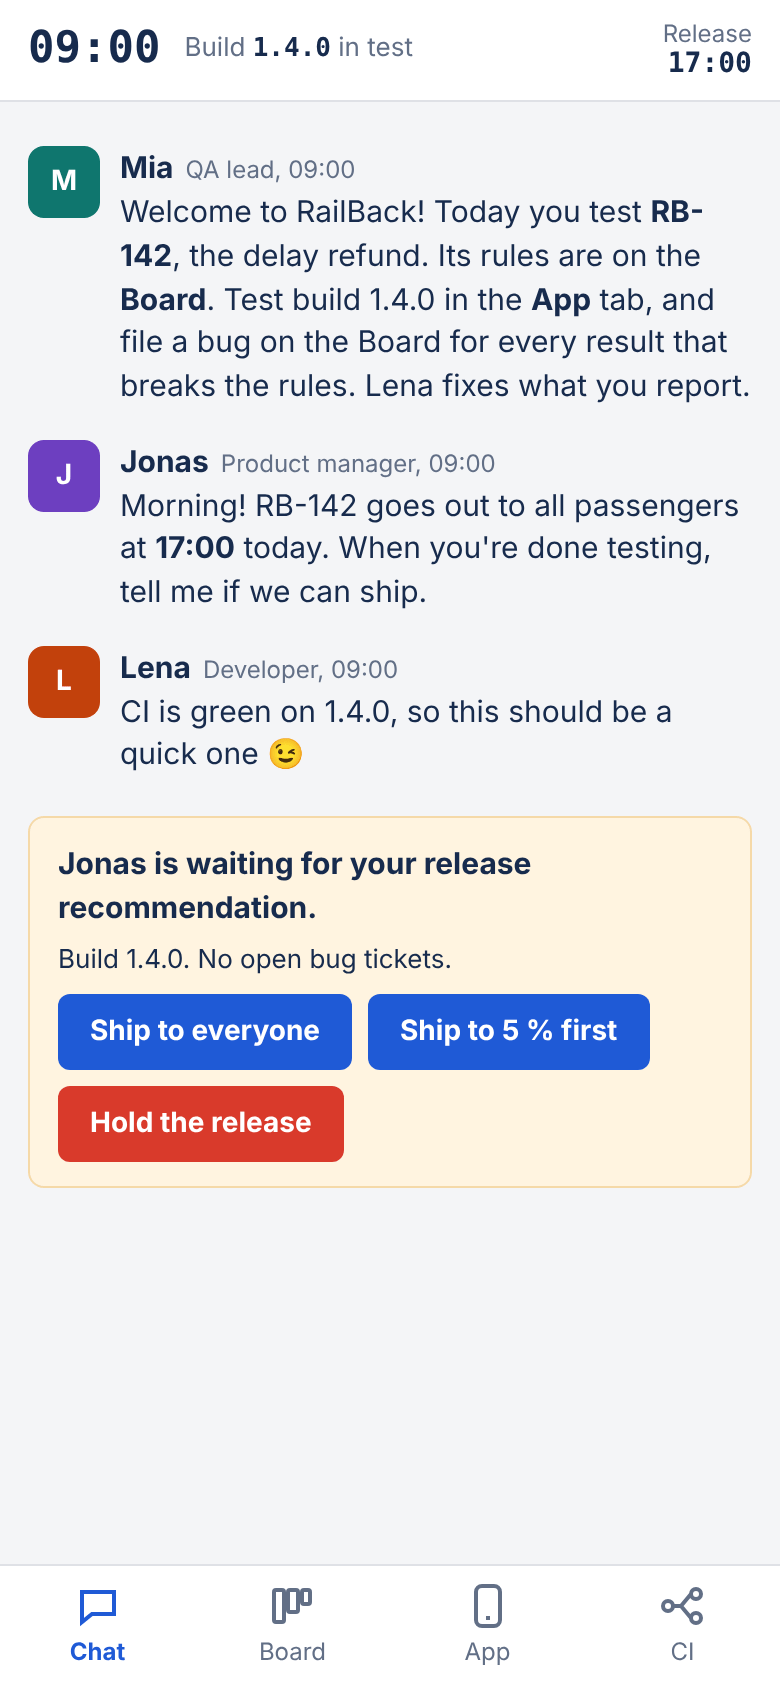 09:00 Build 1.4.0 in test
Release
17:00
M
Mia QA lead, 09:00
Welcome to RailBack! Today you test RB-
142, the delay refund. Its rules are on the
Board. Test build 1.4.0 in the App tab, and
file a bug on the Board for every result that
breaks the rules. Lena fixes what you report.
J
Jonas Product manager, 09:00
Morning! RB-142 goes out to all passengers
at 17:00 today. When you're done testing,
tell me if we can ship.
L
Lena Developer, 09:00
CI is green on 1.4.0, so this should be a
quick one 😉
Jonas is waiting for your release
recommendation.
Build 1.4.0. No open bug tickets.
Ship to everyone
Ship to 5 % first
Hold the release
Chat
Board
App
CI